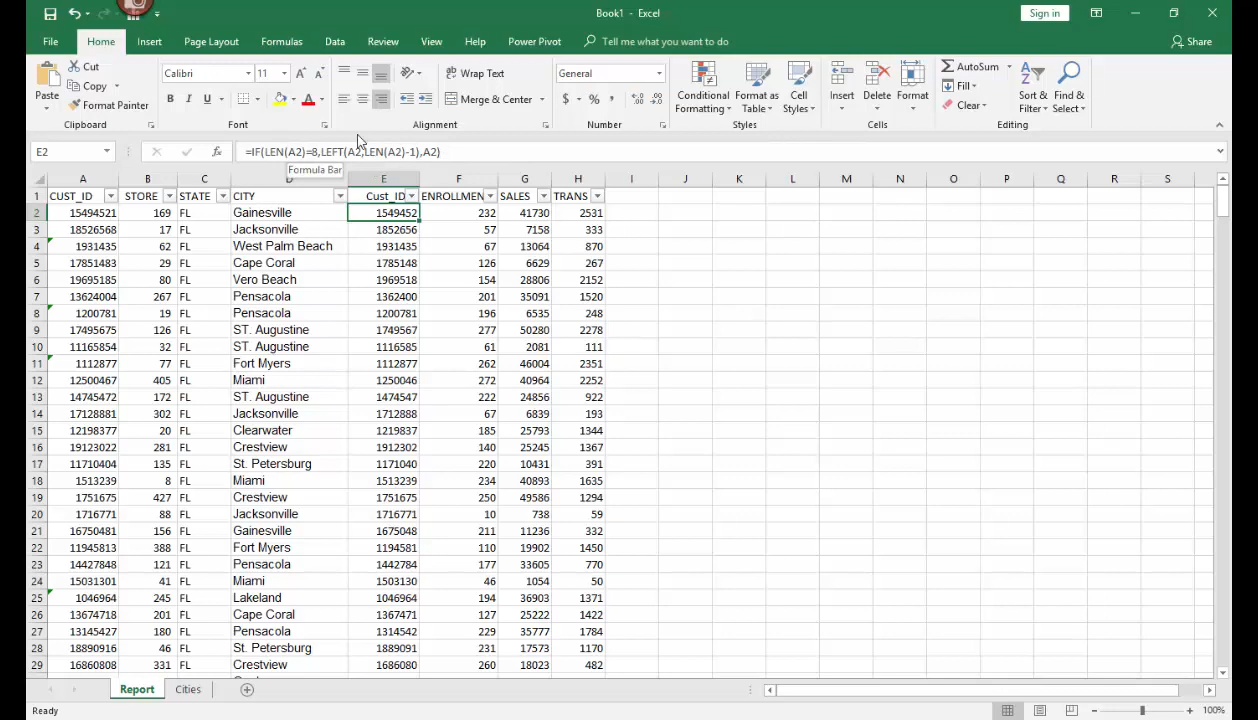 Book1 - Excel
Sign in
File Home Insert Page Layout Formulas Data Review View Help Power Pivot Tell me what you want to do Share
Paste
Cut
Copy
Format Painter
Clipboard
Calibri 11
B I U
Font
Wrap Text
Merge & Center
Alignment
General
$ % ,
Number
Conditional Formatting
Format as Table
Cell Styles
Styles
Insert Delete Format
Cells
AutoSum
Fill
Clear
Sort & Filter
Find & Select
Editing
E2 fx =IF(LEN(A2)=8,LEFT(A2,LEN(A2)-1),A2)
Formula Bar
A B C D E F G H I J K L M N O P Q R S
1 CUST_ID STORE STATE CITY Cust_ID ENROLLMEN SALES TRANS
2 15494521 169 FL Gainesville 1549452 232 41730 2531
3 18526568 17 FL Jacksonville 1852656 57 7158 333
4 1931435 62 FL West Palm Beach 1931435 67 13064 870
5 17851483 29 FL Cape Coral 1785148 126 6629 267
6 19695185 80 FL Vero Beach 1969518 154 28806 2152
7 13624004 267 FL Pensacola 1362400 201 35091 1520
8 1200781 19 FL Pensacola 1200781 196 6535 248
9 17495675 126 FL ST. Augustine 1749567 277 50280 2278
10 11165854 32 FL ST. Augustine 1116585 61 2081 111
11 1112877 77 FL Fort Myers 1112877 262 46004 2351
12 12500467 405 FL Miami 1250046 272 40964 2252
13 14745472 172 FL ST. Augustine 1474547 222 24856 922
14 17128881 302 FL Jacksonville 1712888 67 6839 193
15 12198377 20 FL Clearwater 1219837 185 25793 1344
16 19123022 281 FL Crestview 1912302 140 25245 1367
17 11710404 135 FL St. Petersburg 1171040 220 10431 391
18 1513239 8 FL Miami 1513239 234 40893 1635
19 1751675 427 FL Crestview 1751675 250 49586 1294
20 1716771 88 FL Jacksonville 1716771 10 738 59
21 16750481 156 FL Gainesville 1675048 211 11236 332
22 11945813 388 FL Fort Myers 1194581 110 19902 1450
23 14427848 121 FL Pensacola 1442784 177 33605 770
24 15031301 41 FL Miami 1503130 46 1054 50
25 1046964 245 FL Lakeland 1046964 194 36903 1371
26 13674718 201 FL Cape Coral 1367471 127 25222 1422
27 13145427 180 FL Pensacola 1314542 229 35777 1784
28 18890916 46 FL St. Petersburg 1889091 231 17573 1170
29 16860808 331 FL Crestview 1686080 260 18023 482
Report Cities
Ready 100%